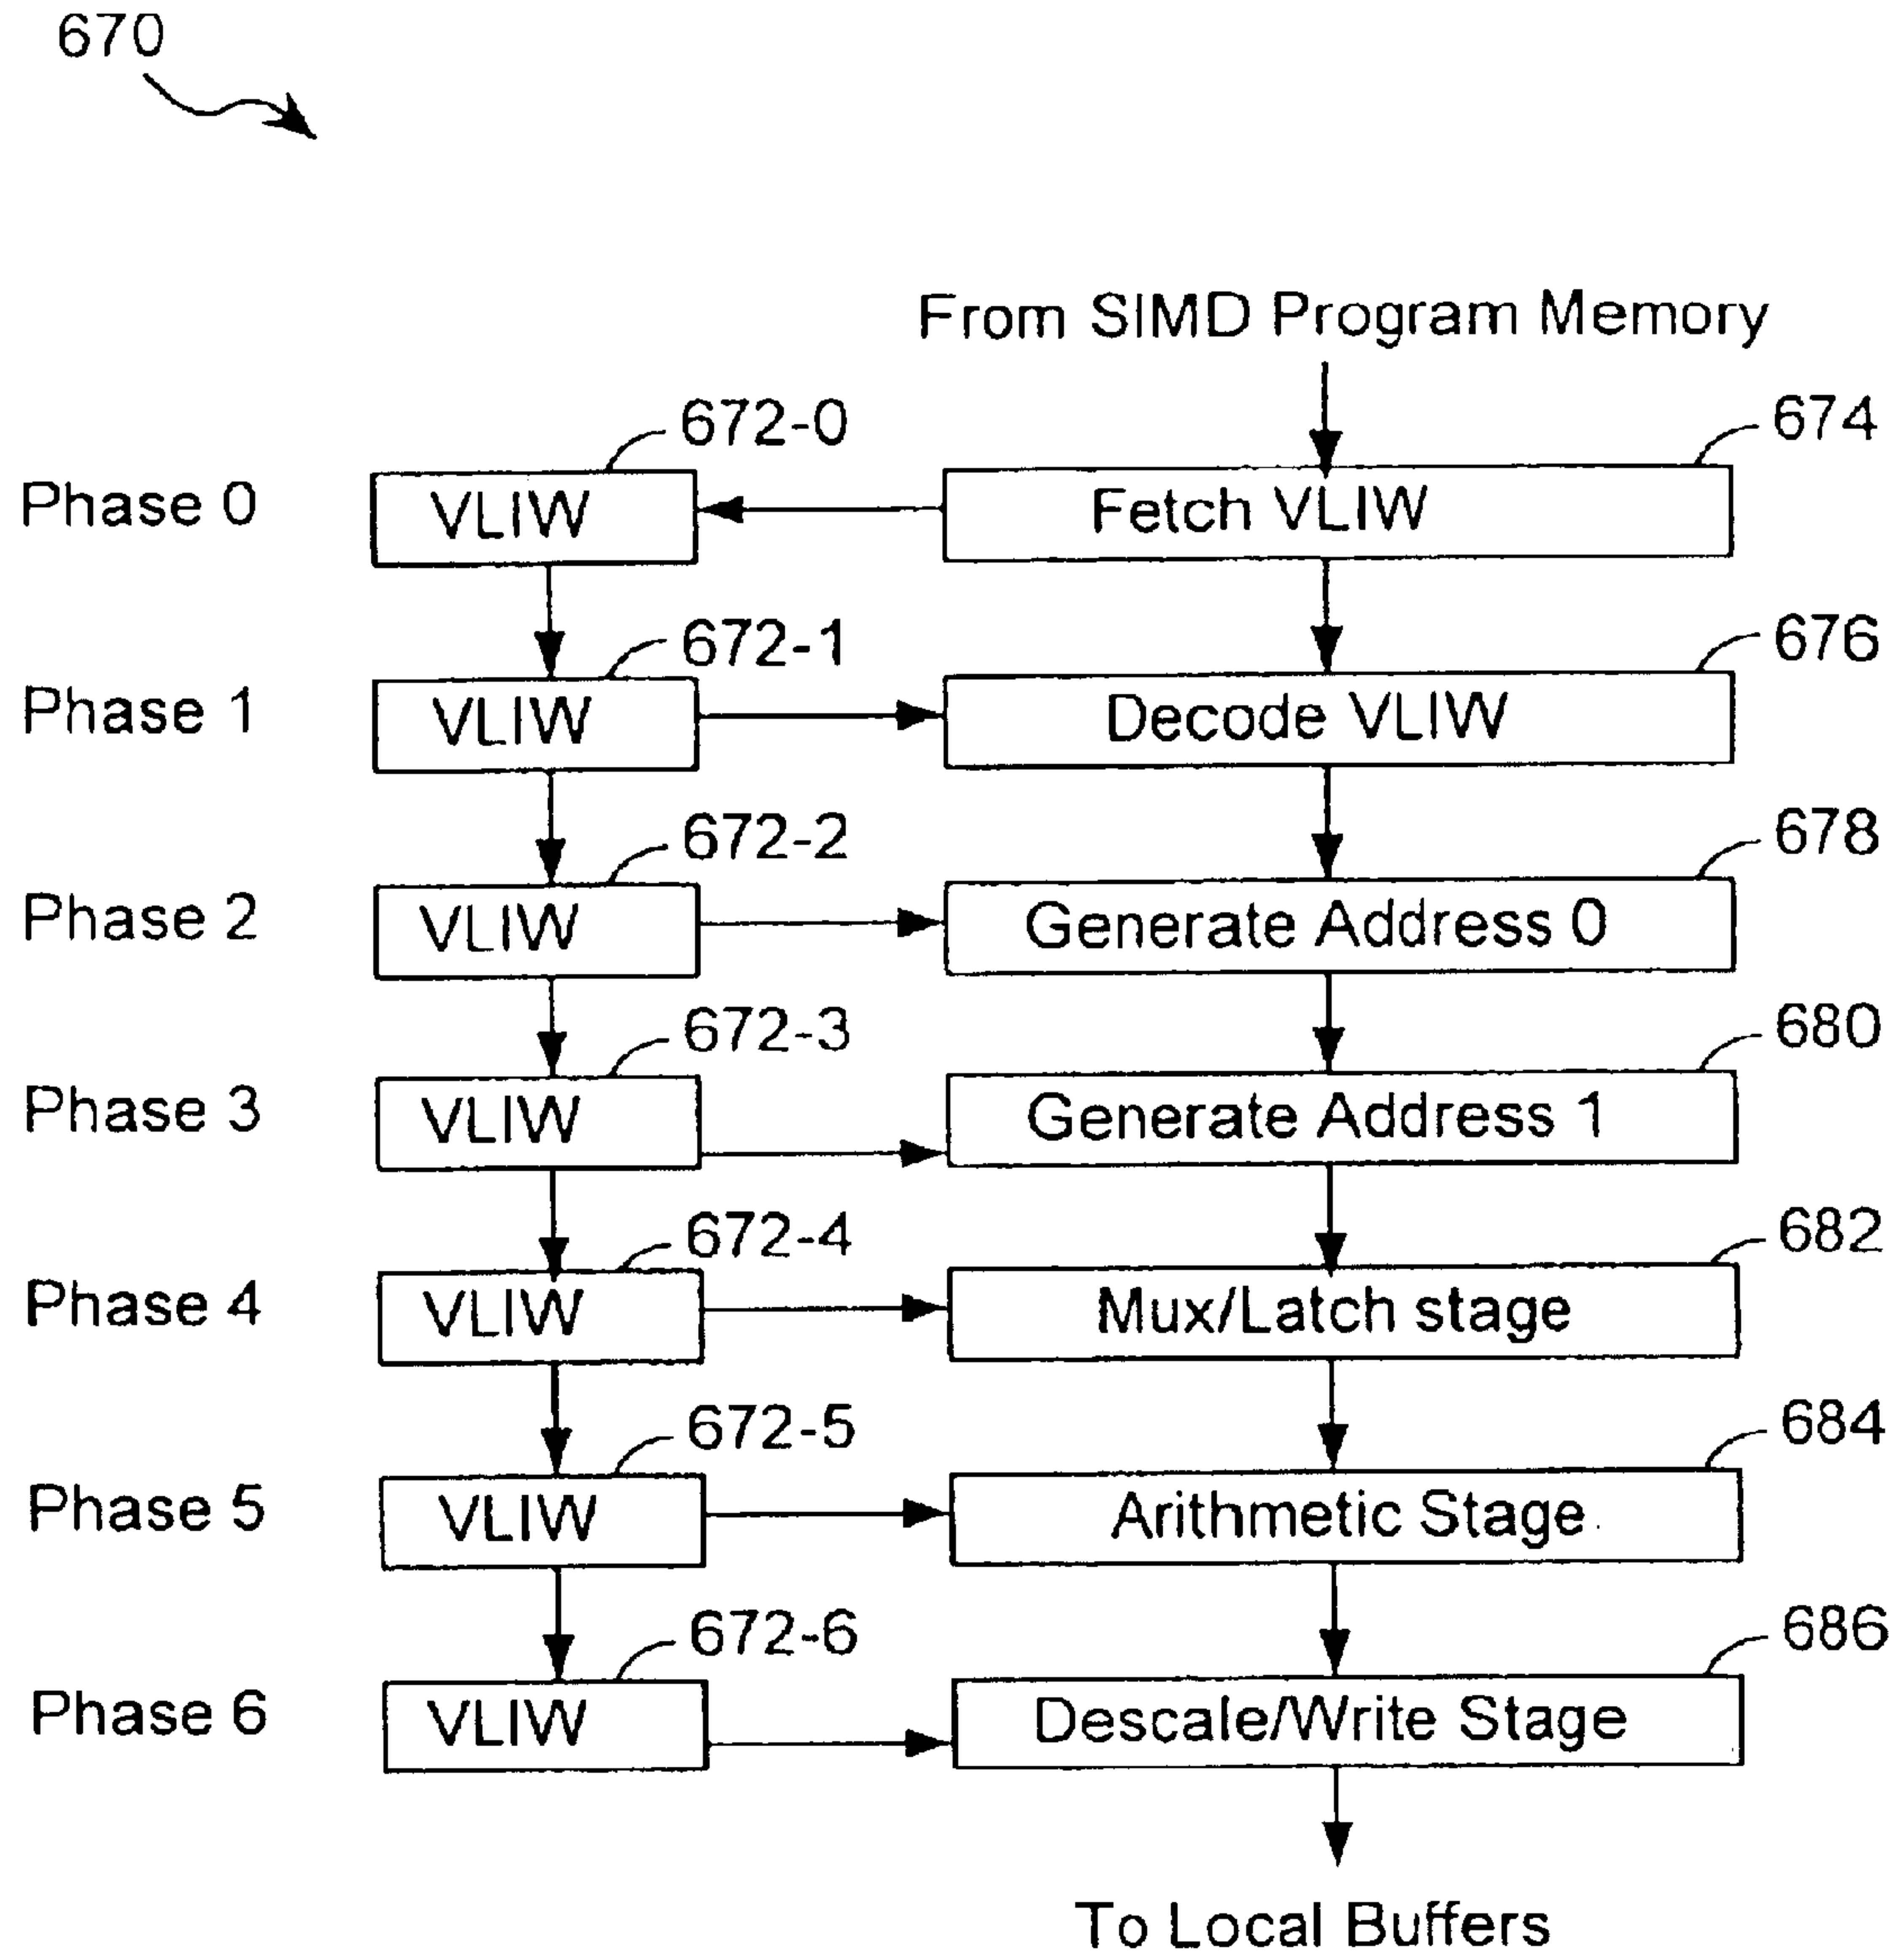 670
From SIMD Program Memory
672-0
674
Phase 0
VLIW
Fetch VLIW
672-1
676
Phase 1
VLIW
Decode VLIW
672-2
678
Phase 2
VLIW
Generate Address 0
672-3
680
Phase 3
VLIW
Generate Address 1
672-4
682
Phase 4
VLIW
Mux/Latch stage
672-5
684
Phase 5
VLIW
Arithmetic Stage
672-6
686
Phase 6
VLIW
Descale/Write Stage
To Local Buffers